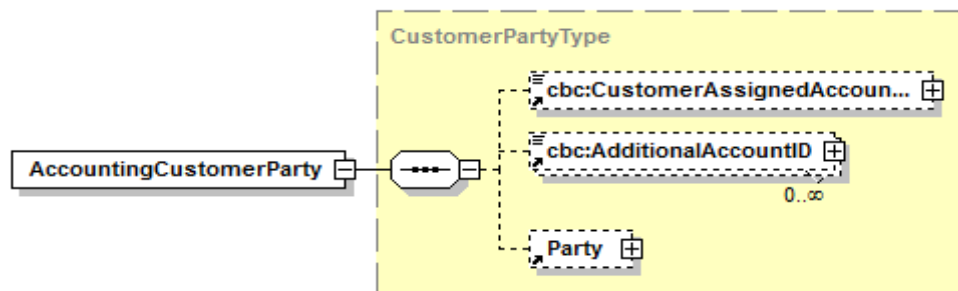 CustomerPartyType
cbc:CustomerAssignedAccoun...
AccountingCustomerParty
cbc:AdditionalAccountID
0..∞
Party